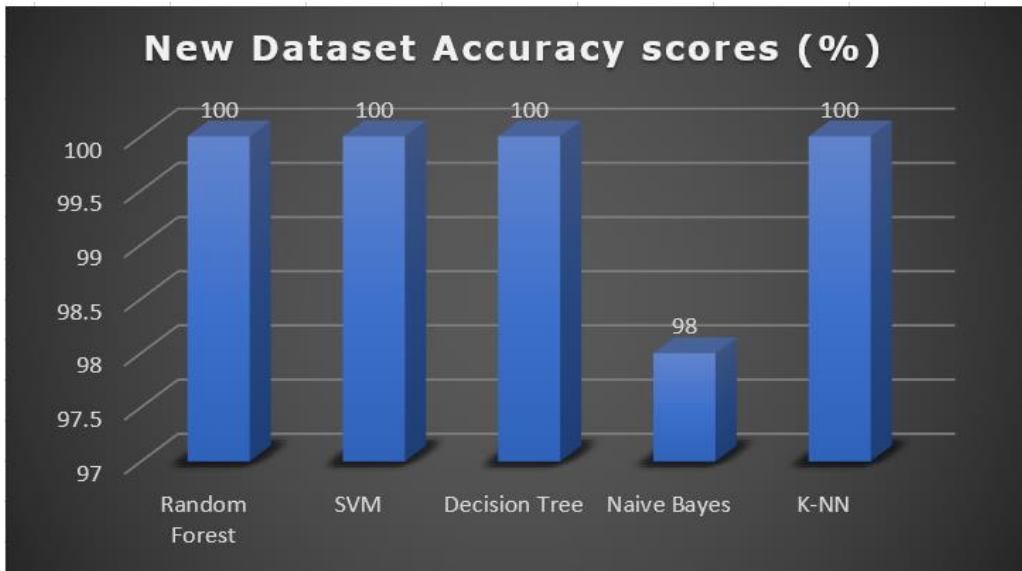 New Dataset Accuracy scores (%)
100 100 100 98 100
100
99.5
99
98.5
98
97.5
97
Random Forest SVM Decision Tree Naive Bayes K-NN